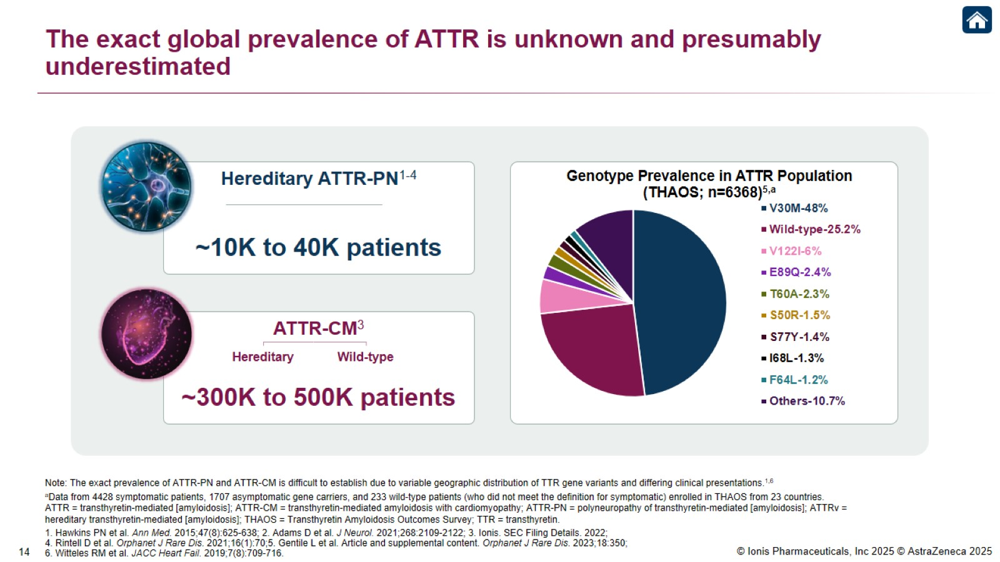 The exact global prevalence of ATTR is unknown and presumably
underestimated
Hereditary ATTR-PN1-4
~10K to 40K patients
ATTR-CM3
Hereditary
Wild-type
~300K to 500K patients
Genotype Prevalence in ATTR Population
(THAOS; n=6368)5,a
V30M-48%
Wild-type-25.2%
V122I-6%
E89Q-2.4%
T60A-2.3%
S50R-1.5%
S77Y-1.4%
I68L-1.3%
F64L-1.2%
Others-10.7%
Note: The exact prevalence of ATTR-PN and ATTR-CM is difficult to establish due to variable geographic distribution of TTR gene variants and differing clinical presentations.1,6
aData from 4428 symptomatic patients, 1707 asymptomatic gene carriers, and 233 wild-type patients (who did not meet the definition for symptomatic) enrolled in THAOS from 23 countries.
ATTR = transthyretin-mediated [amyloidosis]; ATTR-CM = transthyretin-mediated amyloidosis with cardiomyopathy; ATTR-PN = polyneuropathy of transthyretin-mediated [amyloidosis]; ATTRv =
hereditary transthyretin-mediated [amyloidosis]; THAOS = Transthyretin Amyloidosis Outcomes Survey; TTR = transthyretin.
1. Hawkins PN et al. Ann Med. 2015;47(8):625-638; 2. Adams D et al. J Neurol. 2021;268:2109-2122; 3. Ionis. SEC Filing Details. 2022;
4. Rintell D et al. Orphanet J Rare Dis. 2021;16(1):70;5. Gentile L et al. Article and supplemental content. Orphanet J Rare Dis. 2023;18:350;
6. Witteles RM et al. JACC Heart Fail. 2019;7(8):709-716.
14
© Ionis Pharmaceuticals, Inc 2025 © AstraZeneca 2025